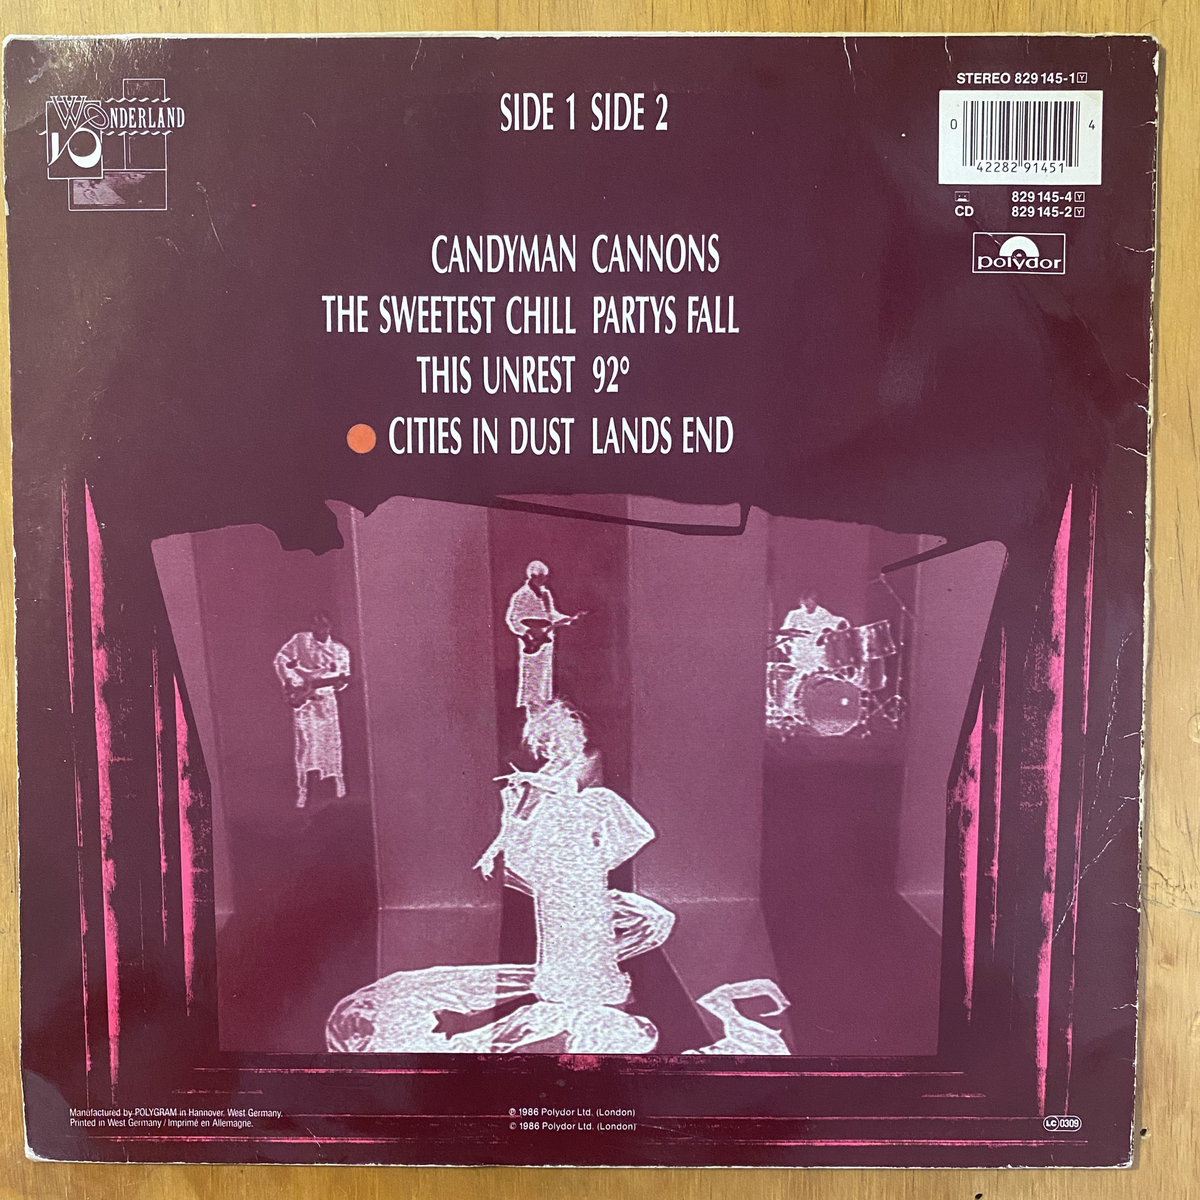 WONDERLAND
SIDE 1 SIDE 2
STEREO 829 145-1 Y
0 42282 91451 4
829 145-4 Y
CD 829 145-2 Y
polydor
CANDYMAN CANNONS
THE SWEETEST CHILL PARTYS FALL
THIS UNREST 92º
CITIES IN DUST LANDS END
Manufactured by POLYGRAM in Hannover. West Germany.
Printed in West Germany / Imprimé en Allemagne.
℗ 1986 Polydor Ltd. (London)
© 1986 Polydor Ltd. (London)
LC 0309